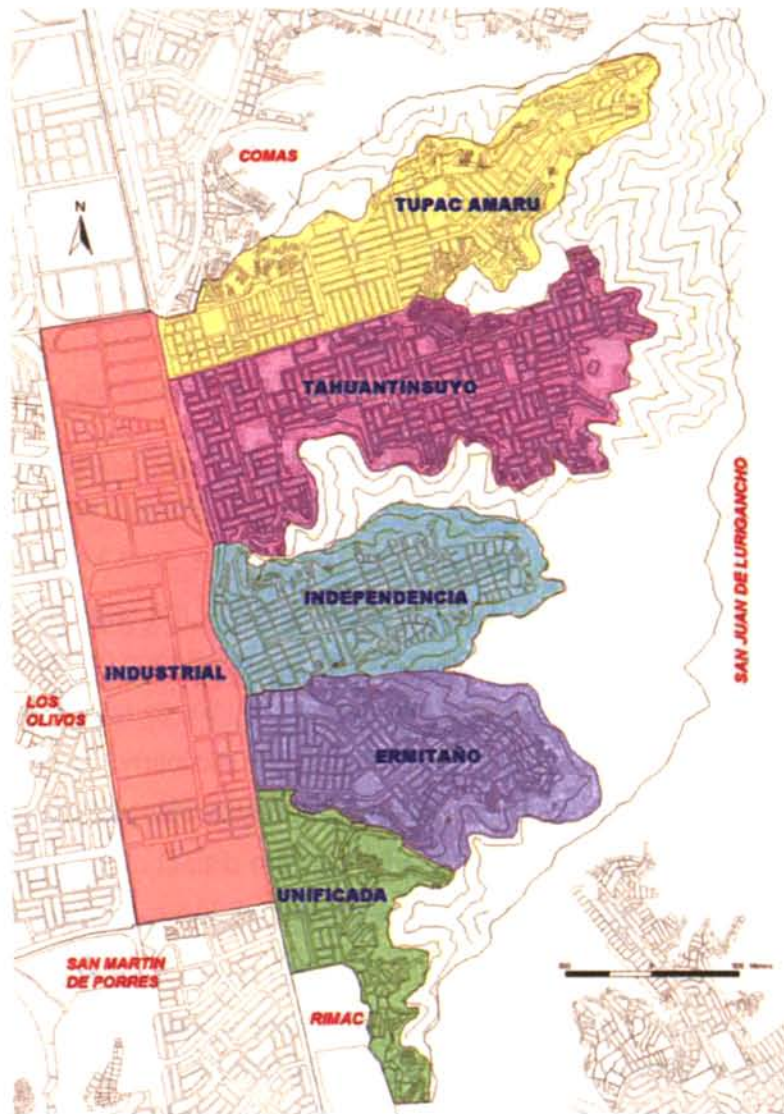 COMAS
TUPAC AMARU
N
TAHUANTINSUYO
SAN JUAN DE LURIGANCHO
INDEPENDENCIA
INDUSTRIAL
LOS
OLIVOS
ERMITAÑO
UNIFICADA
SAN MARTIN
DE PORRES
RIMAC